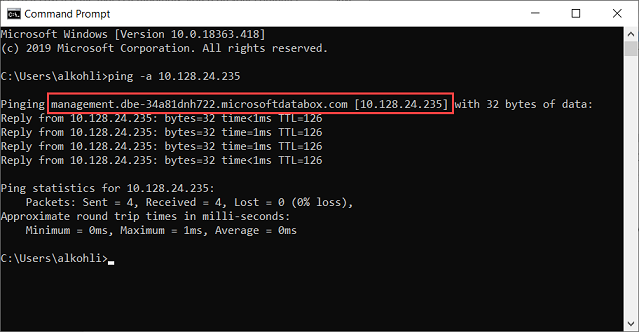 Command Prompt
Microsoft Windows [Version 10.0.18363.418]
(c) 2019 Microsoft Corporation. All rights reserved.
C:\Users\alkohli>ping -a 10.128.24.235
Pinging management.dbe-34a81dnh722.microsoftdatabox.com [10.128.24.235] with 32 bytes of data:
Reply from 10.128.24.235: bytes=32 time<1ms TTL=126
Reply from 10.128.24.235: bytes=32 time<1ms TTL=126
Reply from 10.128.24.235: bytes=32 time<1ms TTL=126
Reply from 10.128.24.235: bytes=32 time<1ms TTL=126
Ping statistics for 10.128.24.235:
Packets: Sent = 4, Received = 4, Lost = 0 (0% loss),
Approximate round trip times in milli-seconds:
Minimum = 0ms, Maximum = 1ms, Average = 0ms
C:\Users\alkohli>